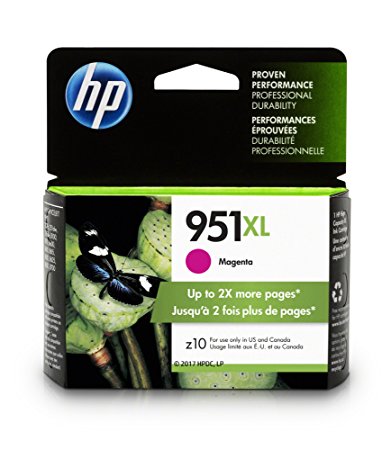 hp
PROVEN
PERFORMANCE
PROFESSIONAL
DURABILITY
PERFORMANCES
ÉPROUVÉES
DURABILITÉ
PROFESSIONNELLE
951XL
Magenta
Up to 2X more pages*
Jusqu'à 2 fois plus de pages*
z10
For use only in US and Canada
Usage limité aux É.U. et au Canada
© 2017 HPDC, LP